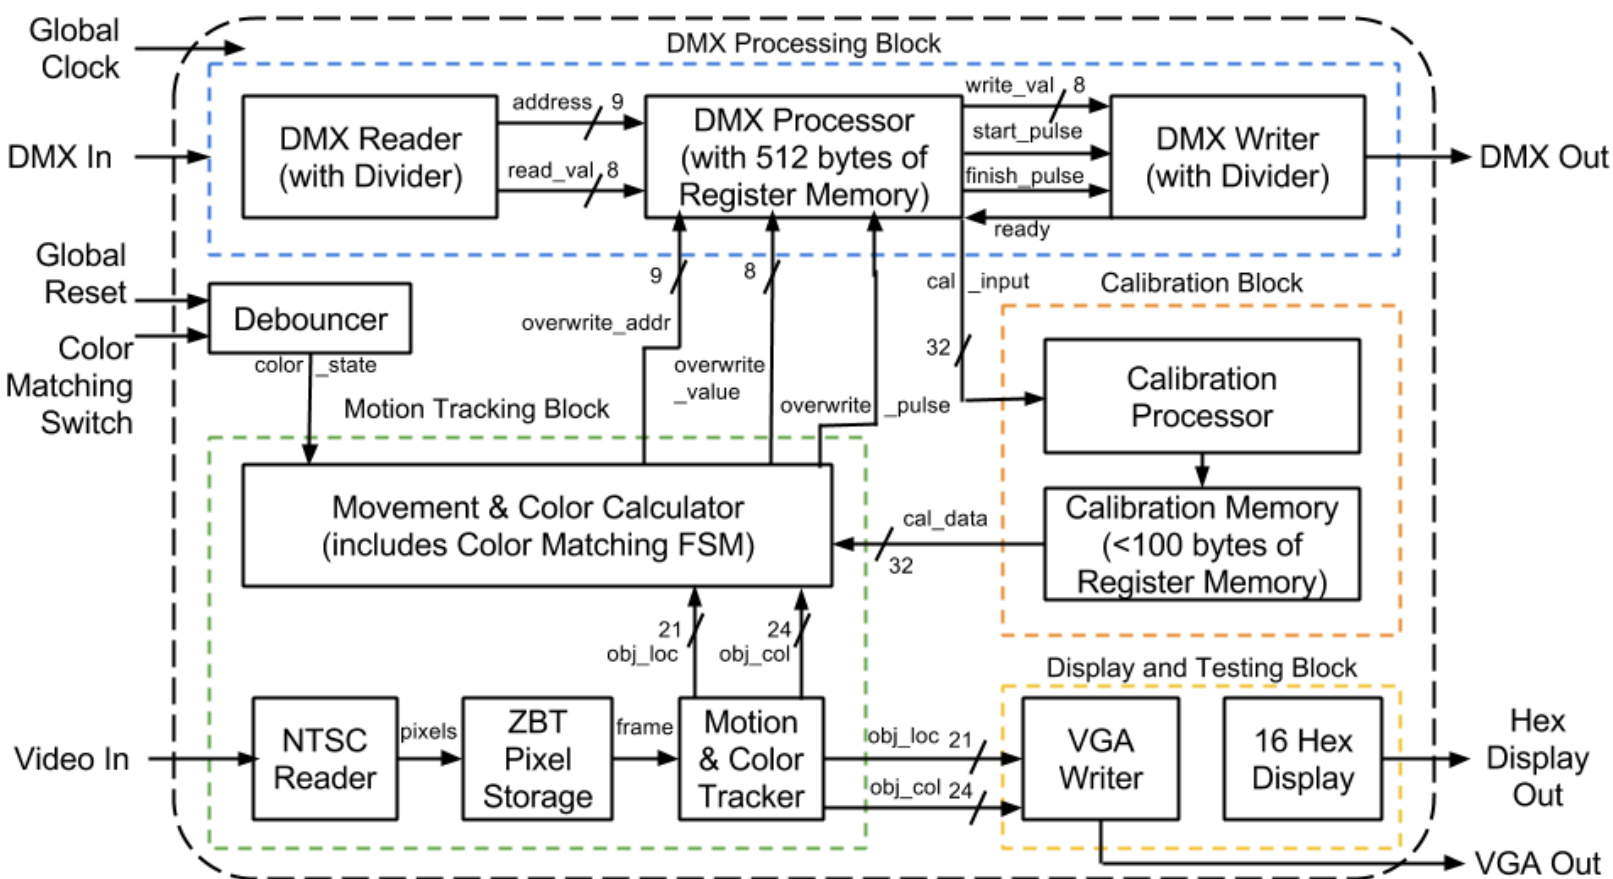 Global
Clock
DMX Processing Block
DMX In
DMX Reader
(with Divider)
address 9
read_val 8
DMX Processor
(with 512 bytes of
Register Memory)
write_val 8
start_pulse
finish_pulse
ready
DMX Writer
(with Divider)
DMX Out
Global
Reset
Color
Matching
Switch
Debouncer
color _state
9
overwrite_addr
8
overwrite
_value
overwrite _pulse
cal _input
32
Calibration Block
Calibration
Processor
Calibration Memory
(<100 bytes of
Register Memory)
cal_data
32
Motion Tracking Block
Movement & Color Calculator
(includes Color Matching FSM)
21
obj_loc
24
obj_col
Video In
NTSC
Reader
pixels
ZBT
Pixel
Storage
frame
Motion
& Color
Tracker
obj_loc 21
obj_col 24
Display and Testing Block
VGA
Writer
16 Hex
Display
Hex
Display
Out
VGA Out